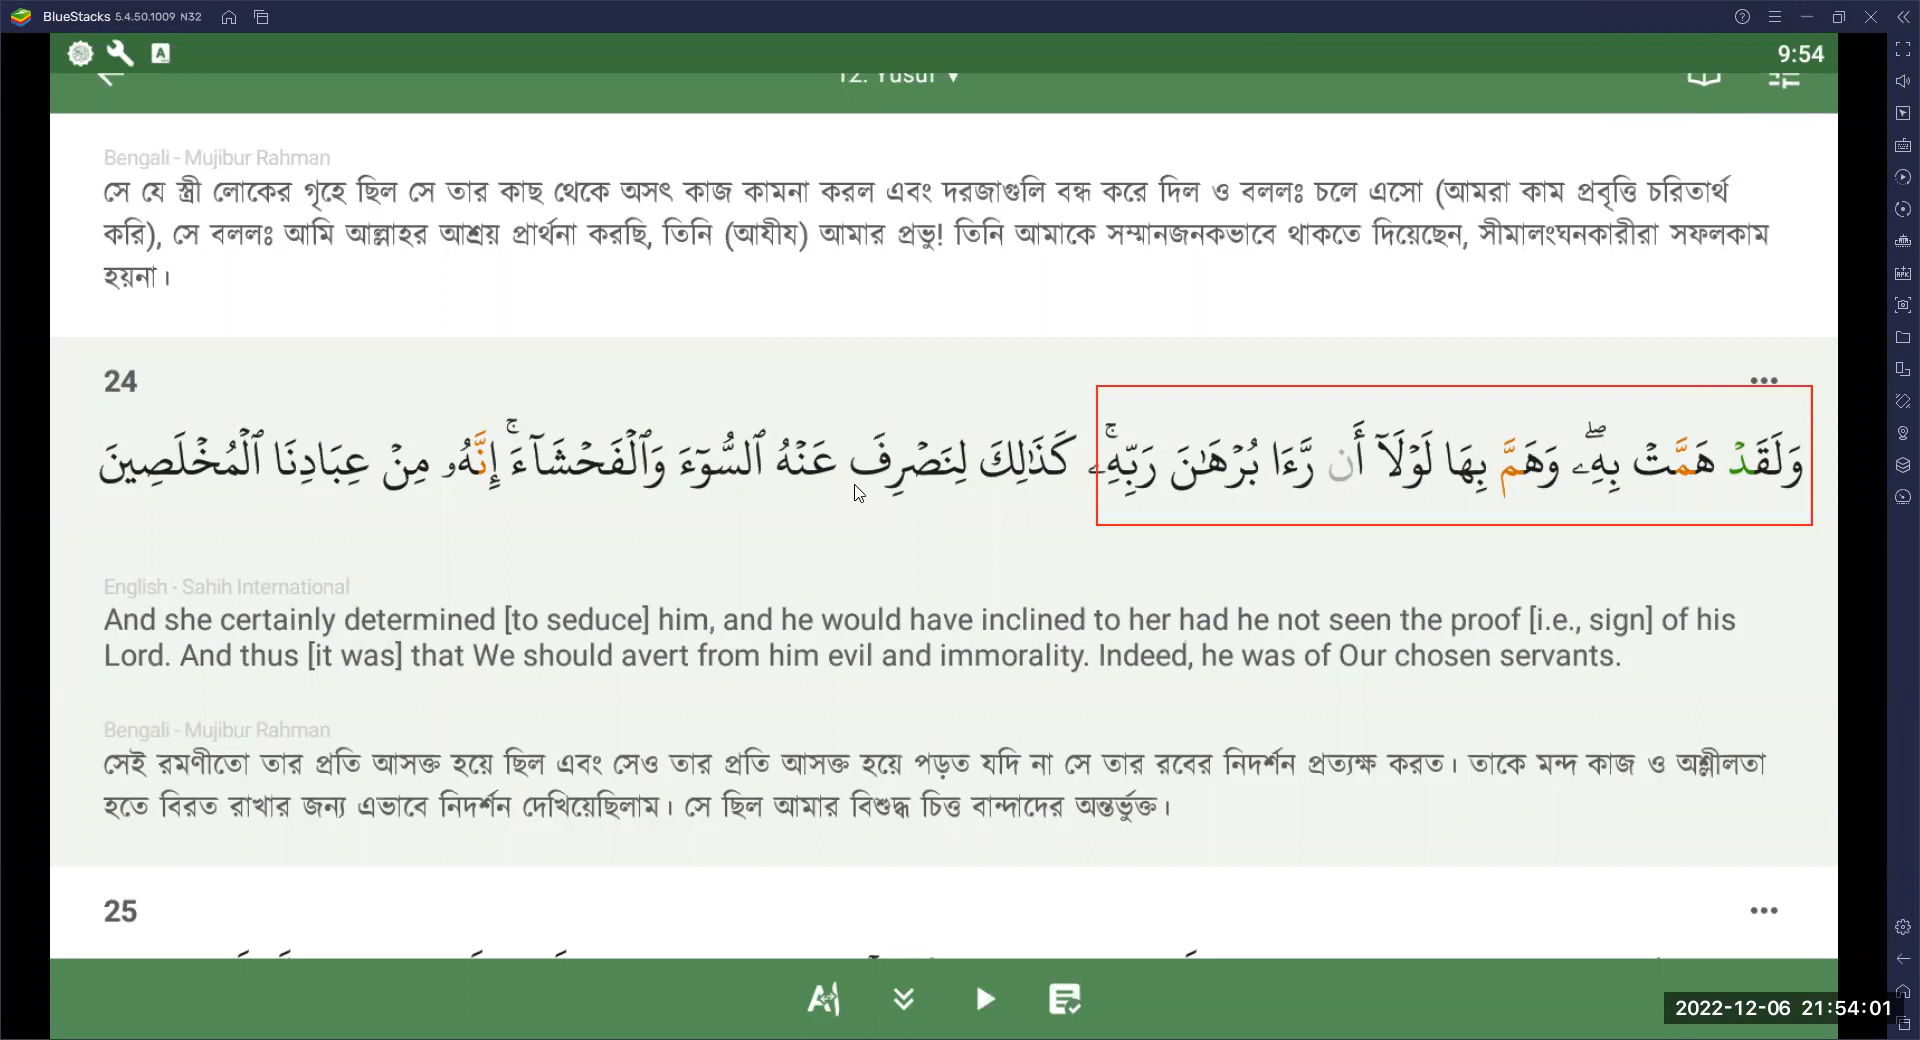 BlueStacks 5.4.50.1009 N32
A
9:54
12. Yusuf ▼
Bengali - Mujibur Rahman
সে যে স্ত্রী লোকের গৃহে ছিল সে তার কাছ থেকে অসৎ কাজ কামনা করল এবং দরজাগুলি বন্ধ করে দিল ও বললঃ চলে এসো (আমরা কাম প্রবৃত্তি চরিতার্থ
করি), সে বললঃ আমি আল্লাহর আশ্রয় প্রার্থনা করছি, তিনি (আযীয) আমার প্রভু! তিনি আমাকে সম্মানজনকভাবে থাকতে দিয়েছেন, সীমালংঘনকারীরা সফলকাম
হয়না।
24
وَلَقَدْ هَمَّتْ بِهِۦ ۖ وَهَمَّ بِهَا لَوْلَآ أَن رَّءَا بُرْهَـٰنَ رَبِّهِۦ ۚ كَذَٰلِكَ لِنَصْرِفَ عَنْهُ ٱلسُّوٓءَ وَٱلْفَحْشَآءَ ۚ إِنَّهُۥ مِنْ عِبَادِنَا ٱلْمُخْلَصِينَ
English - Sahih International
And she certainly determined [to seduce] him, and he would have inclined to her had he not seen the proof [i.e., sign] of his
Lord. And thus [it was] that We should avert from him evil and immorality. Indeed, he was of Our chosen servants.
Bengali - Mujibur Rahman
সেই রমণীতো তার প্রতি আসক্ত হয়ে ছিল এবং সেও তার প্রতি আসক্ত হয়ে পড়ত যদি না সে তার রবের নিদর্শন প্রত্যক্ষ করত। তাকে মন্দ কাজ ও অশ্লীলতা
হতে বিরত রাখার জন্য এভাবে নিদর্শন দেখিয়েছিলাম। সে ছিল আমার বিশুদ্ধ চিত্ত বান্দাদের অন্তর্ভুক্ত।
25
2022-12-06 21:54:01